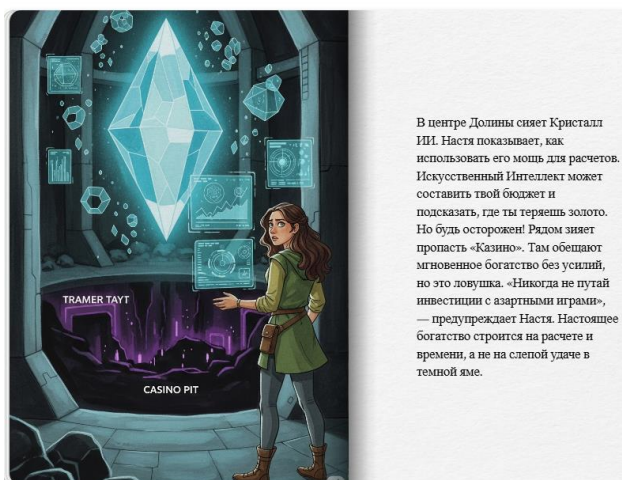 TRAMER TAYT
CASINO PIT
В центре Долины сияет Кристалл
ИИ. Настя показывает, как
использовать его мощь для расчетов.
Искусственный Интеллект может
составить твой бюджет и
подсказать, где ты теряешь золото.
Но будь осторожен! Рядом зияет
пропасть «Казино». Там обещают
мгновенное богатство без усилий,
но это ловушка. «Никогда не путай
инвестиции с азартными играми»,
— предупреждает Настя. Настоящее
богатство строится на расчете и
времени, а не на слепой удаче в
темной яме.